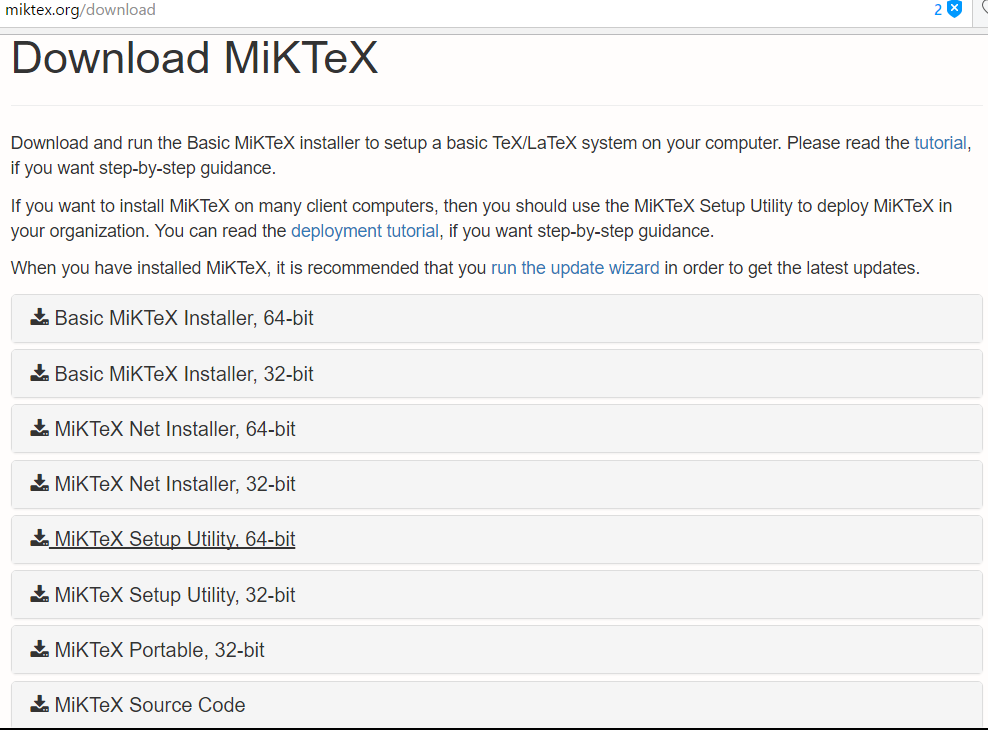 miktex.org/download
2
Download MiKTeX
Download and run the Basic MiKTeX installer to setup a basic TeX/LaTeX system on your computer. Please read the tutorial,
if you want step-by-step guidance.
If you want to install MiKTeX on many client computers, then you should use the MiKTeX Setup Utility to deploy MiKTeX in
your organization. You can read the deployment tutorial, if you want step-by-step guidance.
When you have installed MiKTeX, it is recommended that you run the update wizard in order to get the latest updates.
Basic MiKTeX Installer, 64-bit
Basic MiKTeX Installer, 32-bit
MiKTeX Net Installer, 64-bit
MiKTeX Net Installer, 32-bit
MiKTeX Setup Utility, 64-bit
MiKTeX Setup Utility, 32-bit
MiKTeX Portable, 32-bit
MiKTeX Source Code